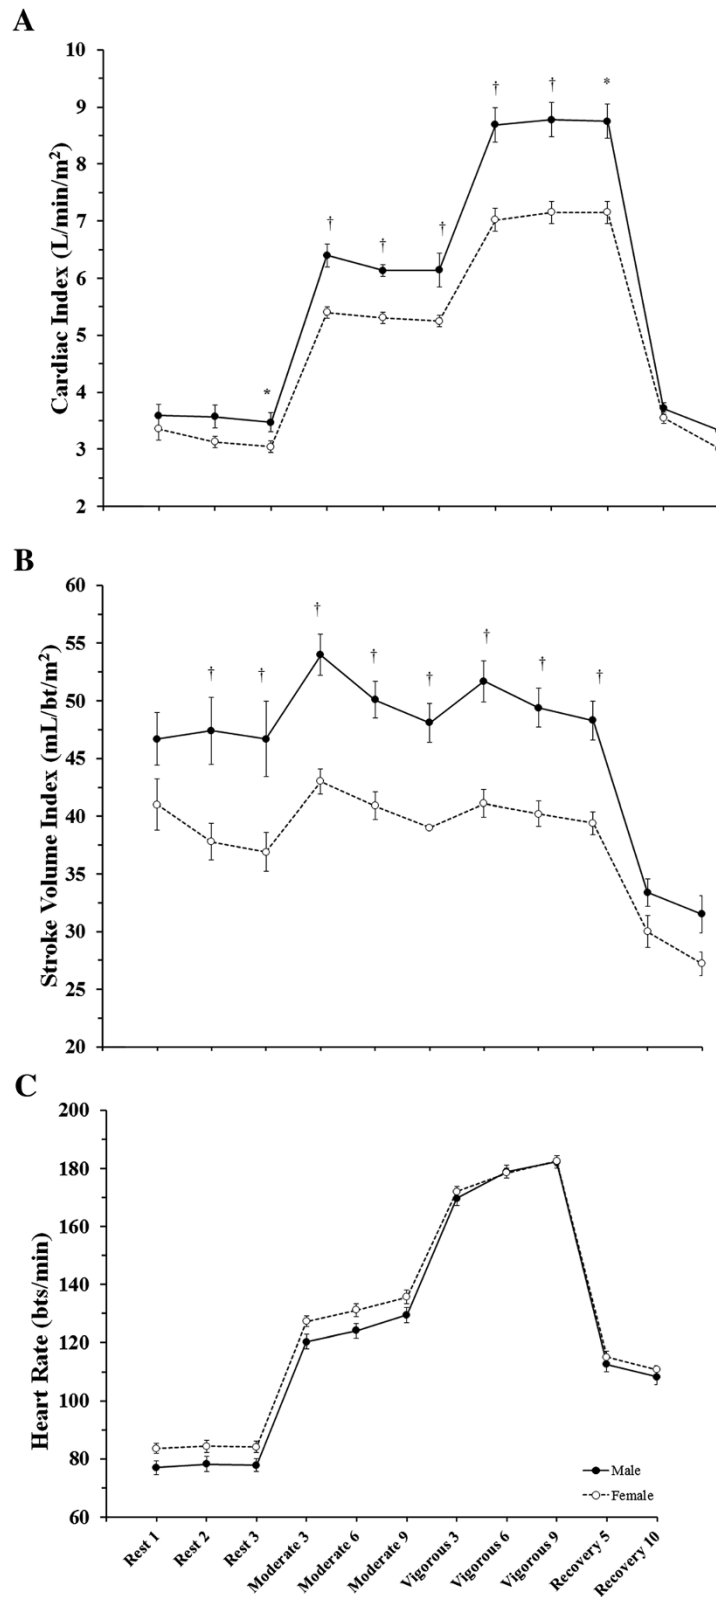 A
Cardiac Index (L/min/m²)
10
9
8
7
6
5
4
3
2
*
†
†
†
†
†
*
B
Stroke Volume Index (mL/bt/m²)
60
55
50
45
40
35
30
25
20
†
†
†
†
†
†
†
†
C
Heart Rate (bts/min)
200
180
160
140
120
100
80
60
Male
Female
Rest 1
Rest 2
Rest 3
Moderate 3
Moderate 6
Moderate 9
Vigorous 3
Vigorous 6
Vigorous 9
Recovery 5
Recovery 10